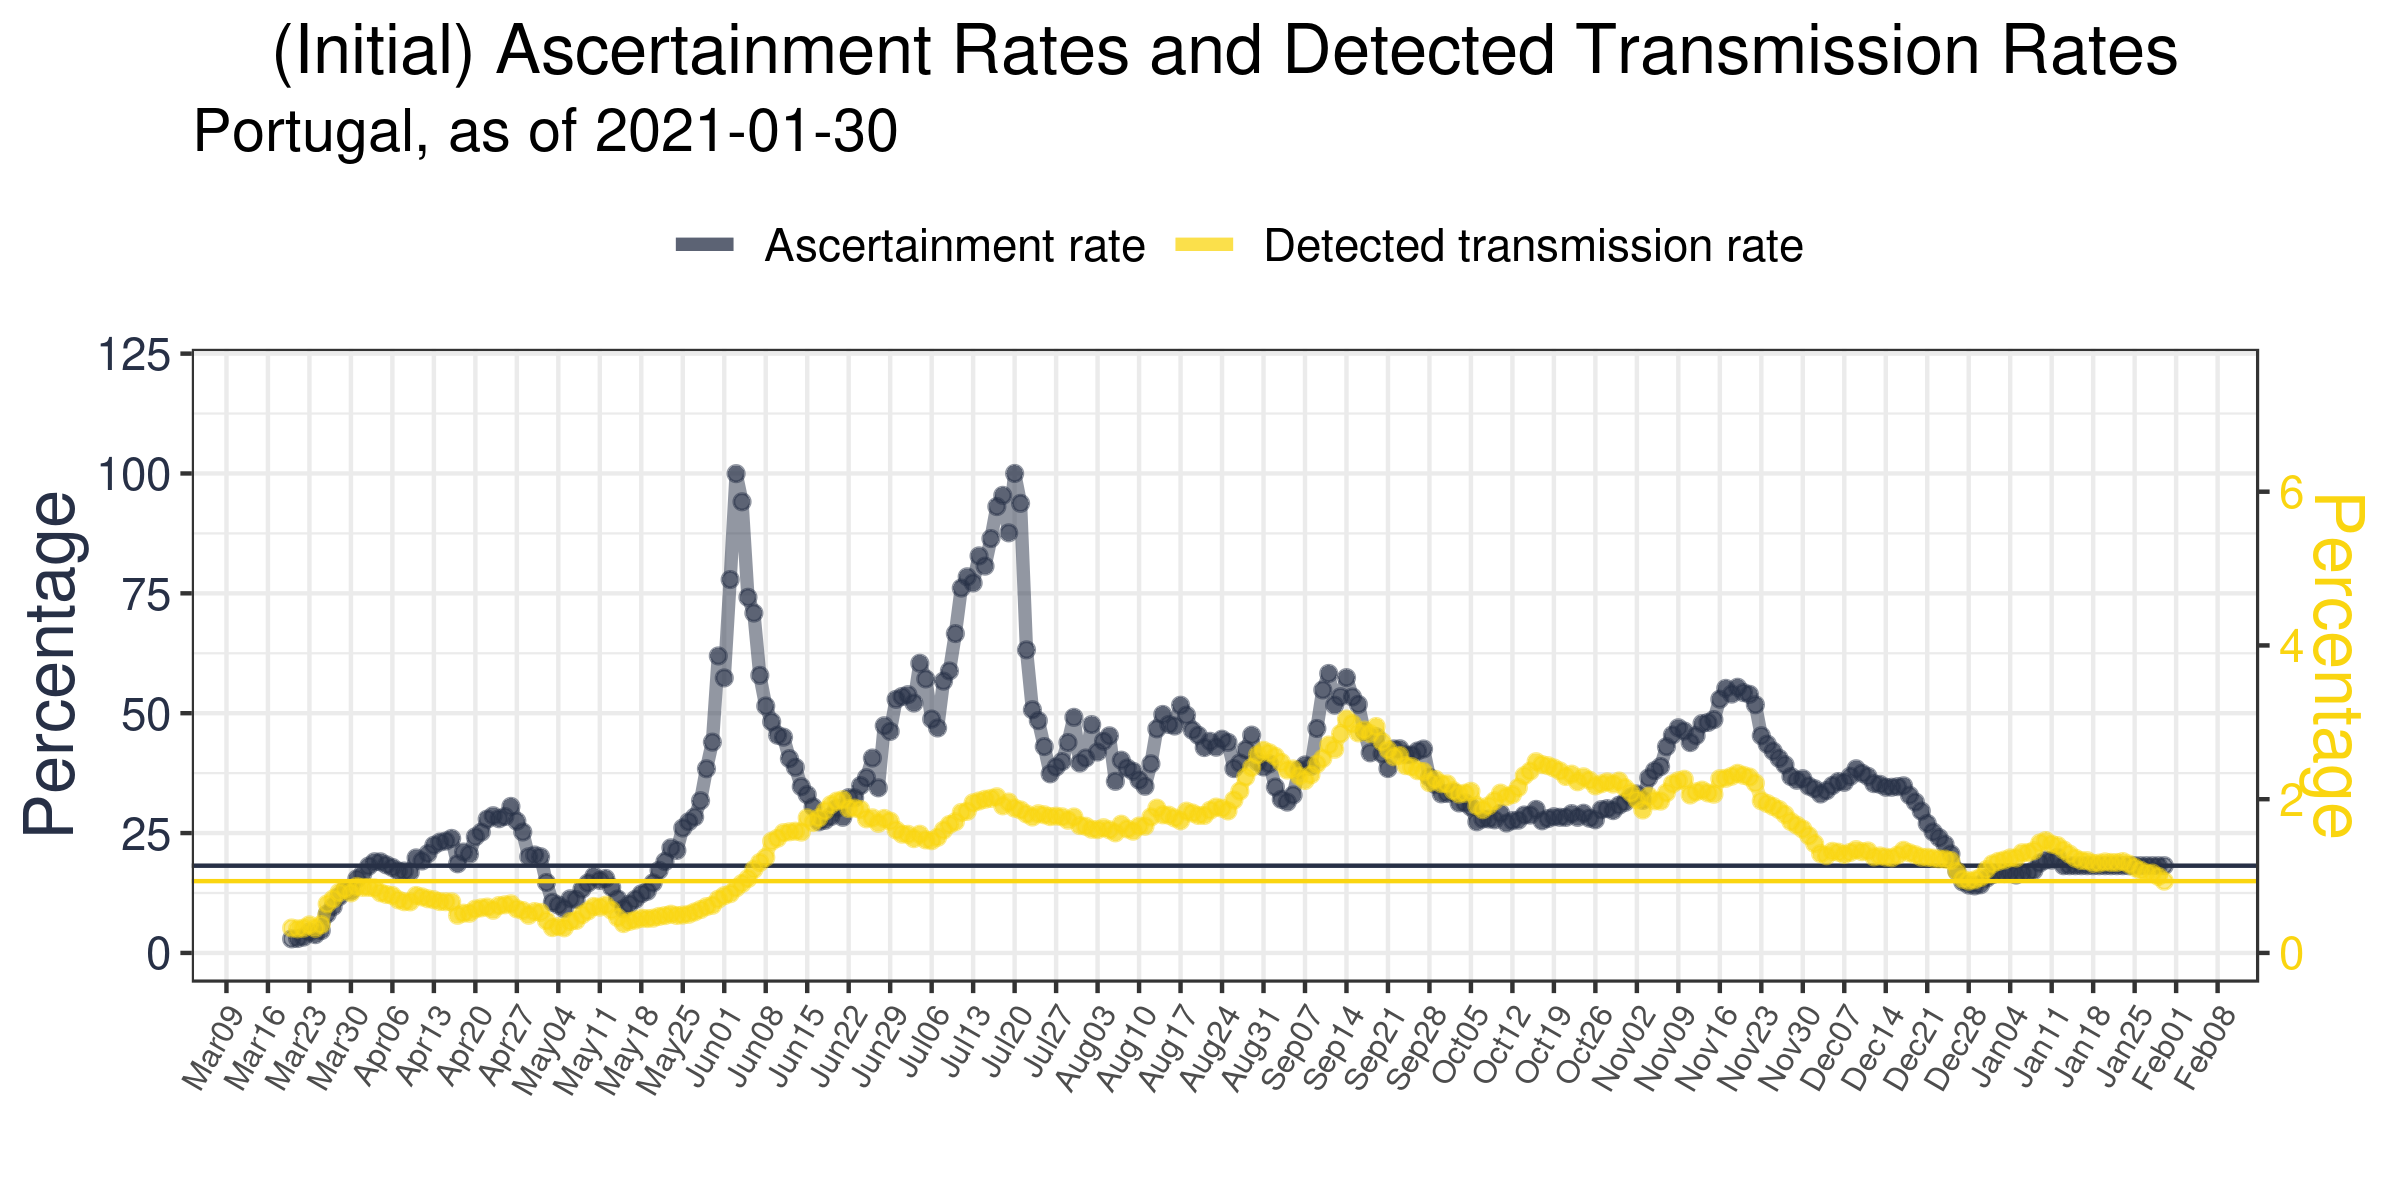 (Initial) Ascertainment Rates and Detected Transmission Rates
Portugal, as of 2021-01-30
Ascertainment rate
Detected transmission rate
Percentage
125
100
75
50
25
0
6
4
2
0
Percentage
Mar09
Mar16
Mar23
Mar30
Apr06
Apr13
Apr20
Apr27
May04
May11
May18
May25
Jun01
Jun08
Jun15
Jun22
Jun29
Jul06
Jul13
Jul20
Jul27
Aug03
Aug10
Aug17
Aug24
Aug31
Sep07
Sep14
Sep21
Sep28
Oct05
Oct12
Oct19
Oct26
Nov02
Nov09
Nov16
Nov23
Nov30
Dec07
Dec14
Dec21
Dec28
Jan04
Jan11
Jan18
Jan25
Feb01
Feb08